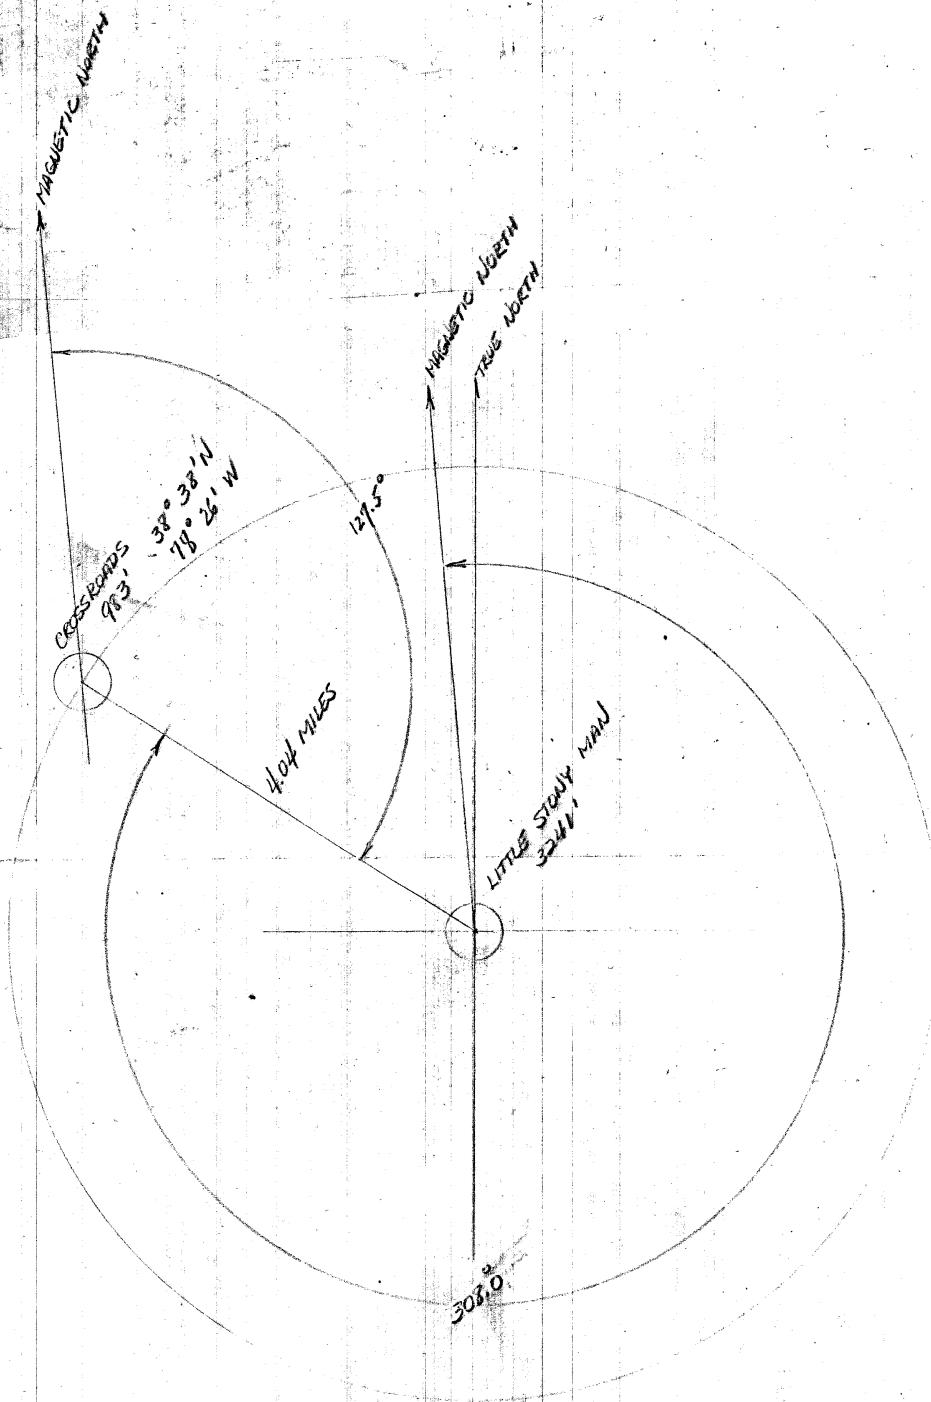 MAGNETIC NORTH
MAGNETIC NORTH
TRUE NORTH
CROSSROADS - 38° 38' N
983' 78° 26' W
127.5°
4.04 MILES
LITTLE STONY MAN
3241'
308.0°